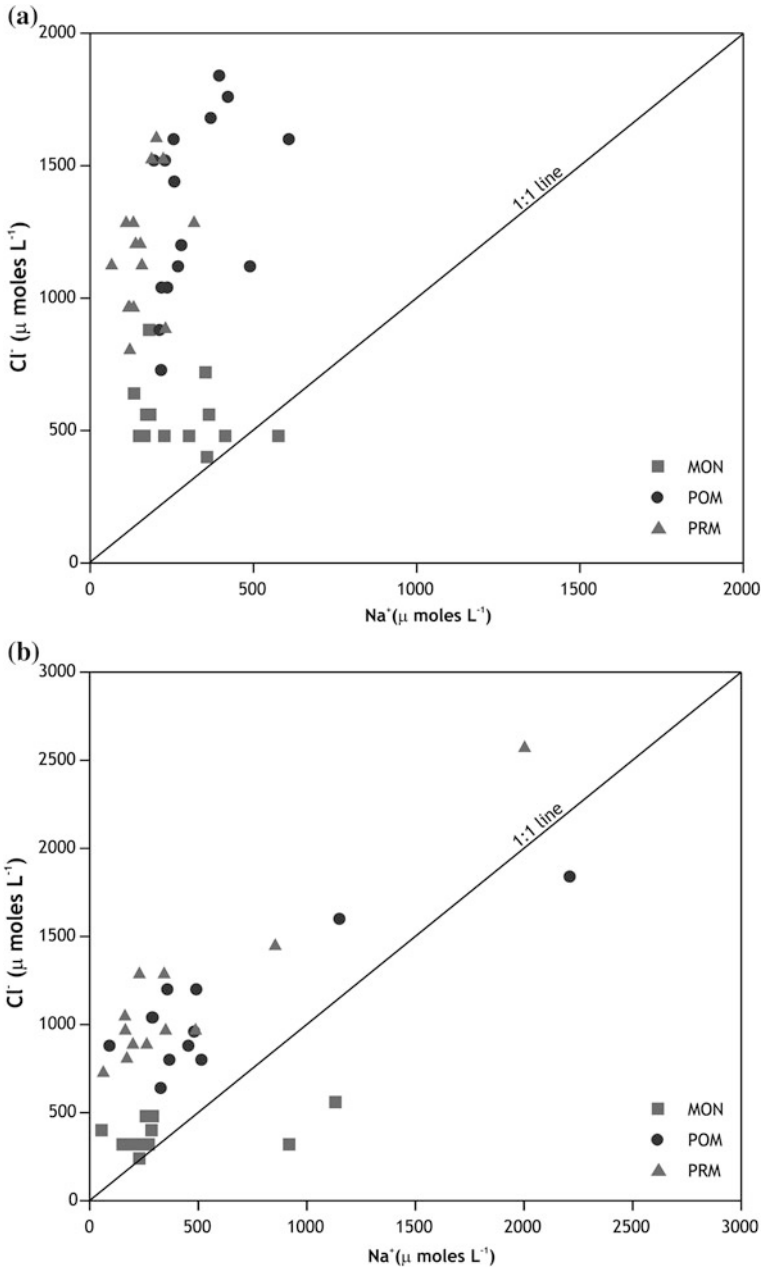 (a)
2000
1500
1000
500
0
Cl⁻ (μ moles L⁻¹)
1:1 line
MON
POM
PRM
0 500 1000 1500 2000
Na⁺(μ moles L⁻¹)
(b)
3000
2500
2000
1500
1000
500
0
Cl⁻ (μ moles L⁻¹)
1:1 line
MON
POM
PRM
0 500 1000 1500 2000 2500 3000
Na⁺(μ moles L⁻¹)